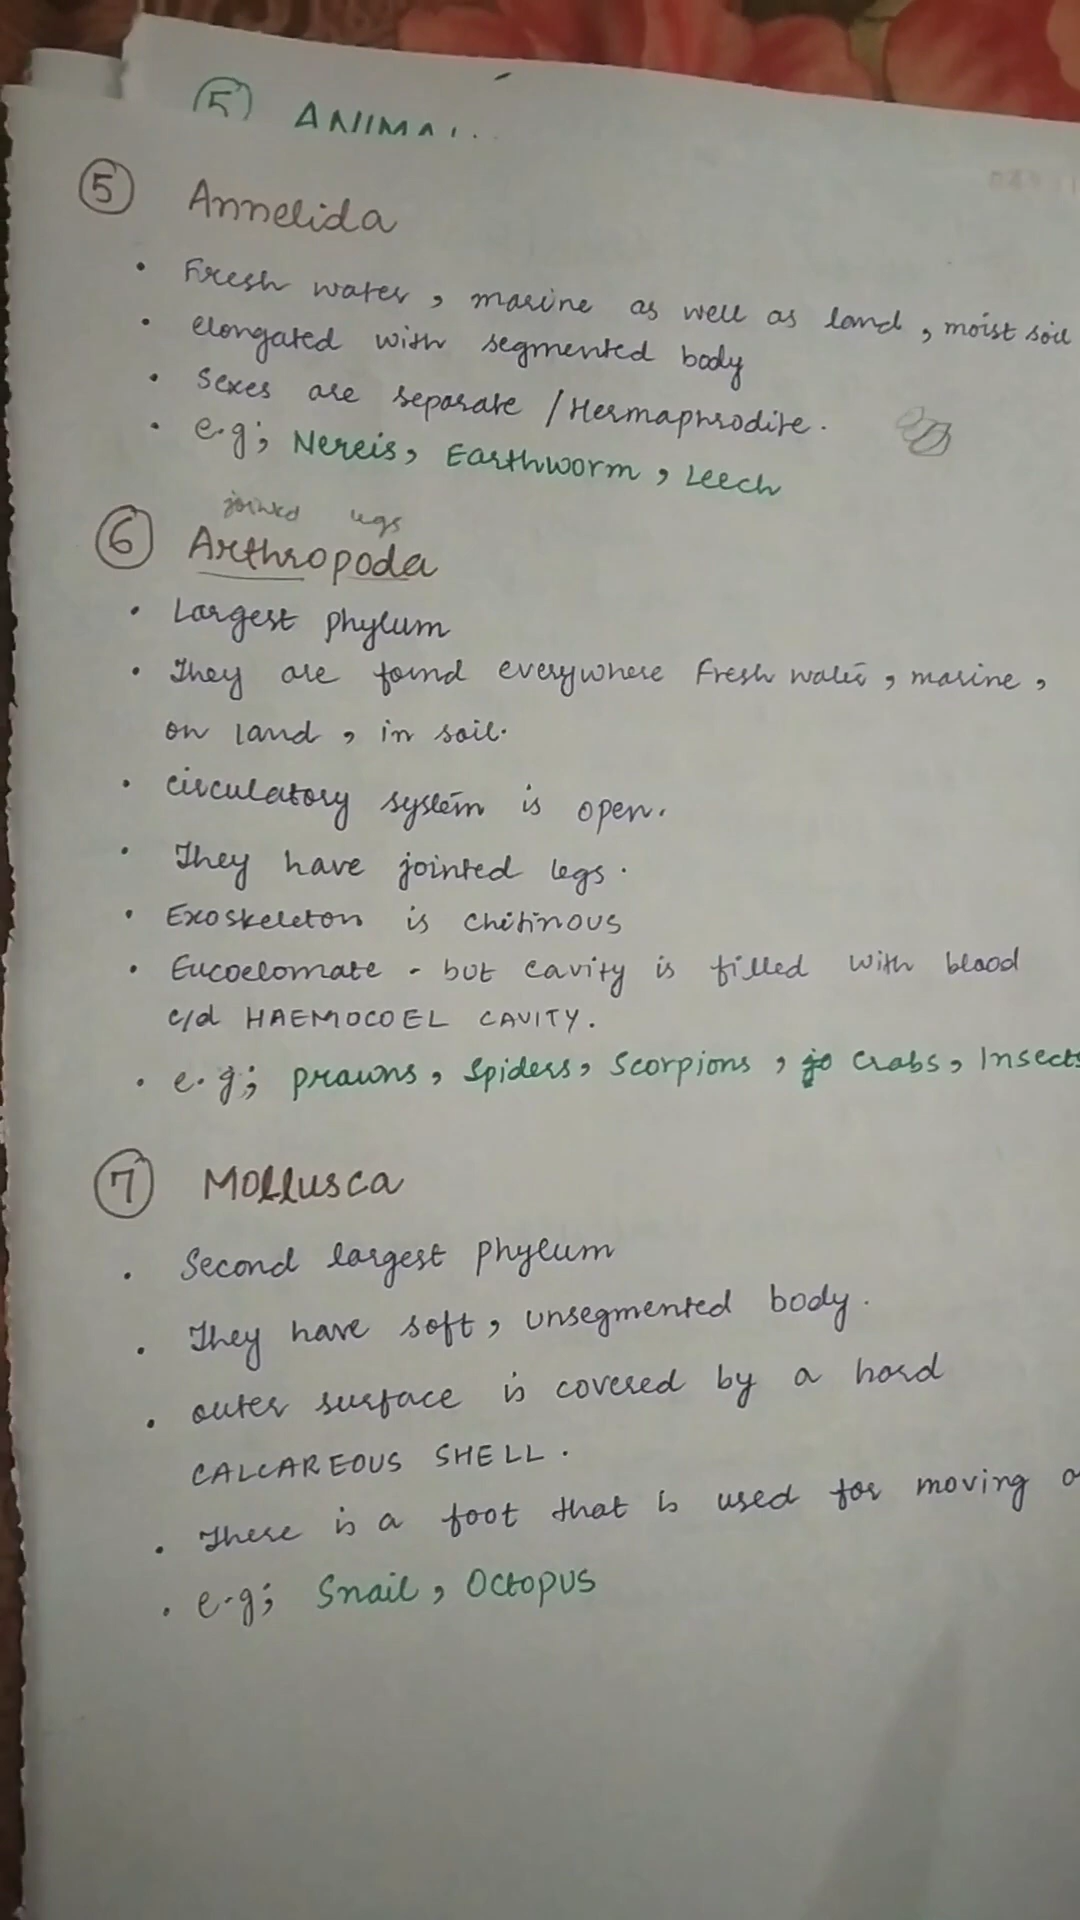 5 ANIMAL
5 Annelida
• Fresh water, marine as well as land, moist soil
• elongated with segmented body
• Sexes are separate / Hermaphrodite.
• e.g; Nereis, Earthworm, Leech
joinked legs
6 Arthropoda
• Largest phylum
• They are found everywhere Fresh water, marine,
on land, in soil.
• circulatory system is open.
• They have jointed legs.
• Exoskeleton is chitinous
• Eucoelomate - but cavity is filled with blood
c/d HAEMOCOEL CAVITY.
• e.g; prawns, Spiders, Scorpions, Crabs, Insects
7 Mollusca
• Second largest phylum
• They have soft, unsegmented body.
• outer surface is covered by a hard
CALCAREOUS SHELL.
• There is a foot that is used for moving
• e.g; Snail, Octopus